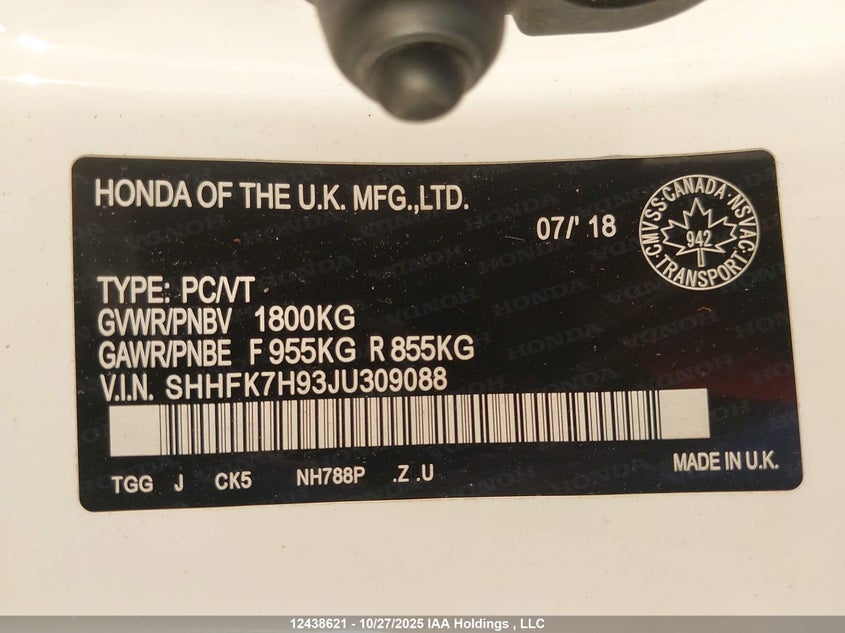 HONDA OF THE U.K. MFG.,LTD.
07/' 18
CMVSS CANADA NSVAC
942
TRANSPORT
TYPE: PC/VT
GVWR/PNBV 1800KG
GAWR/PNBE F 955KG R 855KG
V.I.N. SHHFK7H93JU309088
TGG J CK5 NH788P .Z .U
MADE IN U.K.
12438621 - 10/27/2025 IAA Holdings , LLC